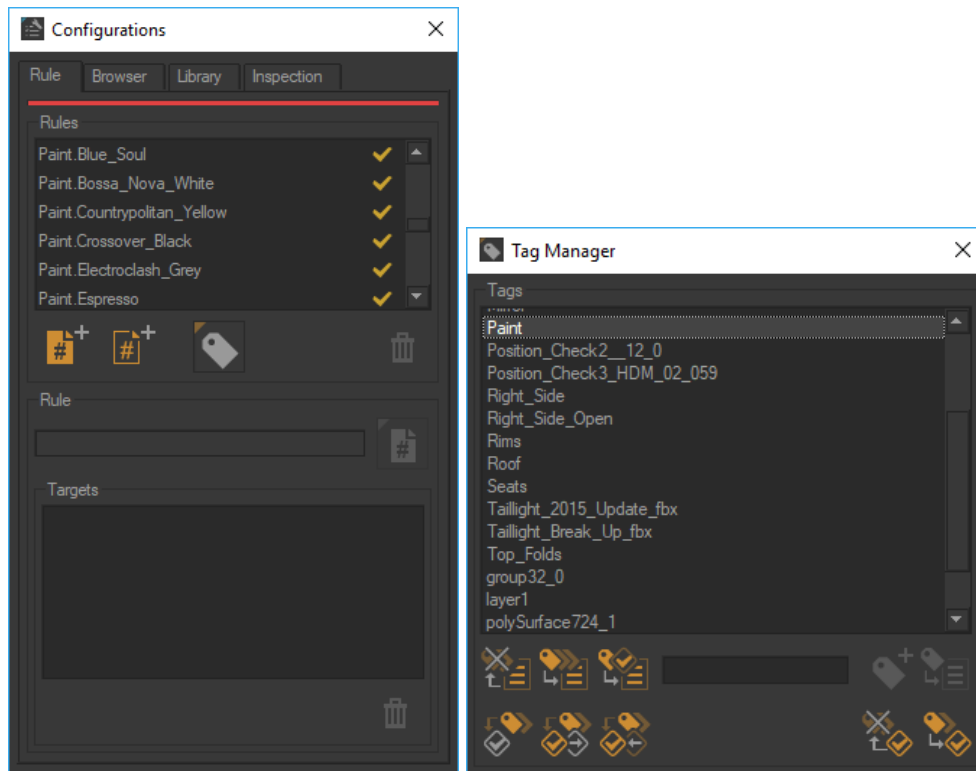 Configurations
Rule Browser Library Inspection
Rules
Paint.Blue_Soul
Paint.Bossa_Nova_White
Paint.Countrypolitan_Yellow
Paint.Crossover_Black
Paint.Electroclash_Grey
Paint.Espresso
Rule
Targets
Tag Manager
Tags
Mirror
Paint
Position_Check2__12_0
Position_Check3_HDM_02_059
Right_Side
Right_Side_Open
Rims
Roof
Seats
Taillight_2015_Update_fbx
Taillight_Break_Up_fbx
Top_Folds
group32_0
layer1
polySurface724_1